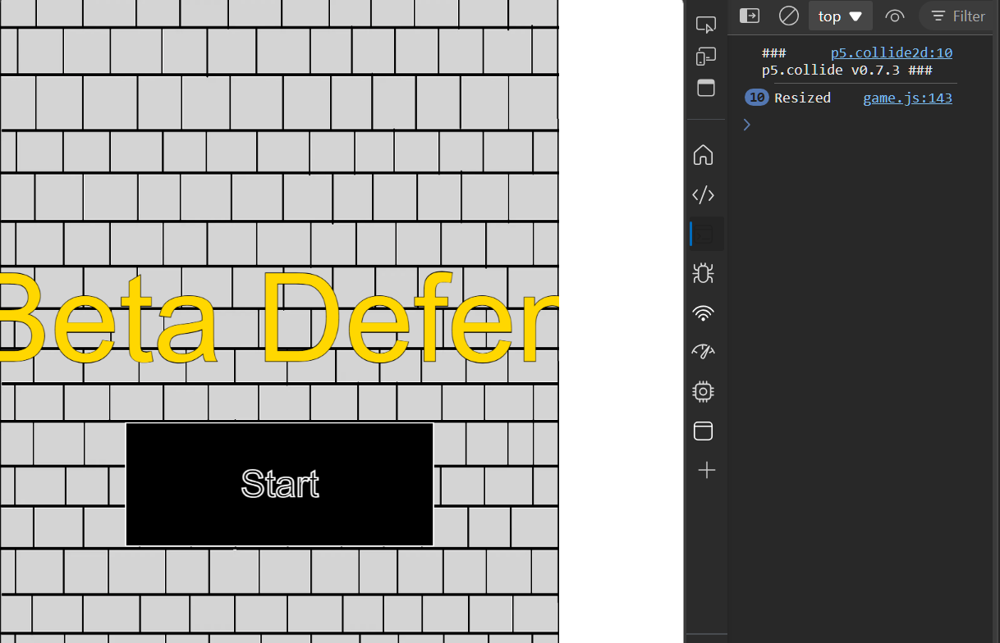 top
Filter
### p5.collide2d:10
p5.collide v0.7.3 ###
10 Resized game.js:143
Beta Defer
Start